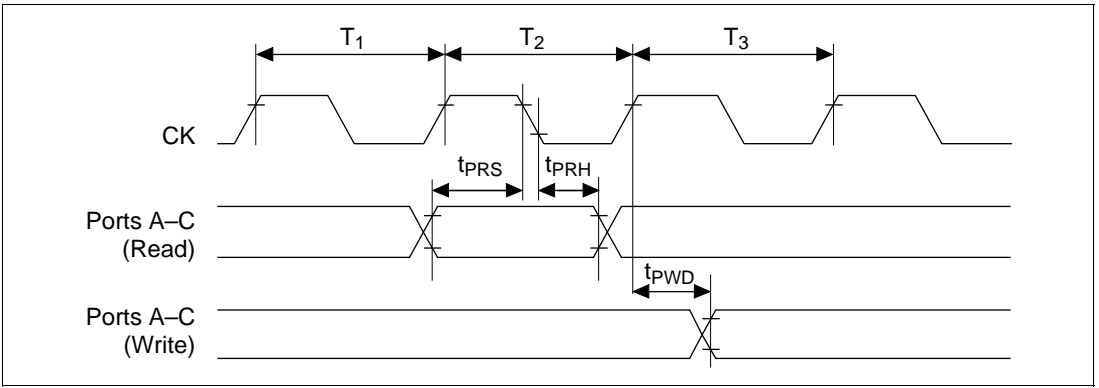 T1 T2 T3
CK
tPRS tPRH
Ports A–C
(Read)
tPWD
Ports A–C
(Write)